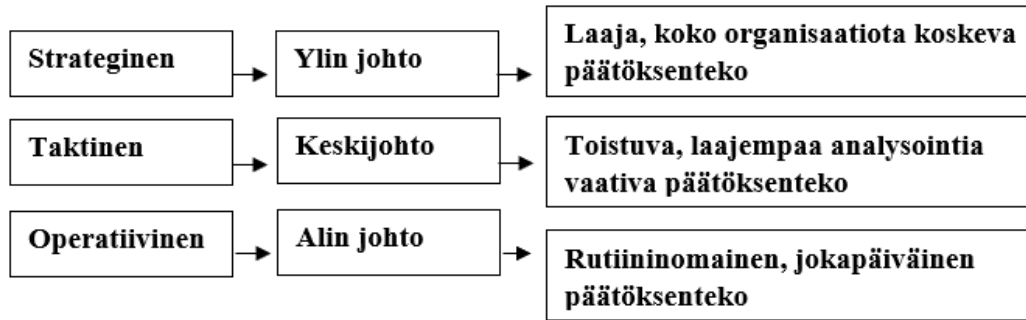 Strateginen
Ylin johto
Laaja, koko organisaatiota koskeva
päätöksenteko
Taktinen
Keskijohto
Toistuva, laajempaa analysointia
vaativa päätöksenteko
Operatiivinen
Alin johto
Rutiininomainen, jokapäiväinen
päätöksenteko